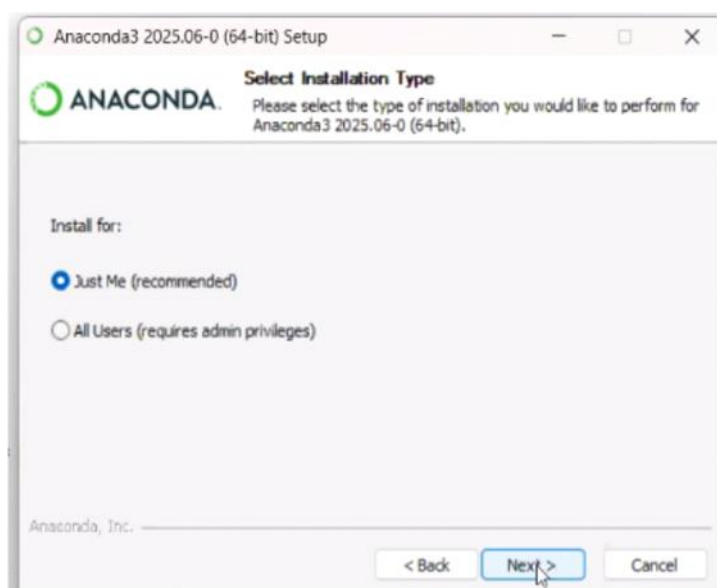 Anaconda3 2025.06-0 (64-bit) Setup
ANACONDA.
Select Installation Type
Please select the type of installation you would like to perform for
Anaconda3 2025.06-0 (64-bit).
Install for:
Just Me (recommended)
All Users (requires admin privileges)
Anaconda, Inc.
< Back
Next >
Cancel